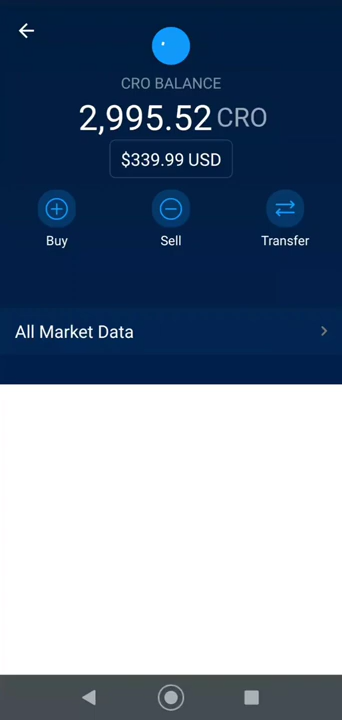 CRO BALANCE
2,995.52 CRO
$339.99 USD
Buy
Sell
Transfer
All Market Data